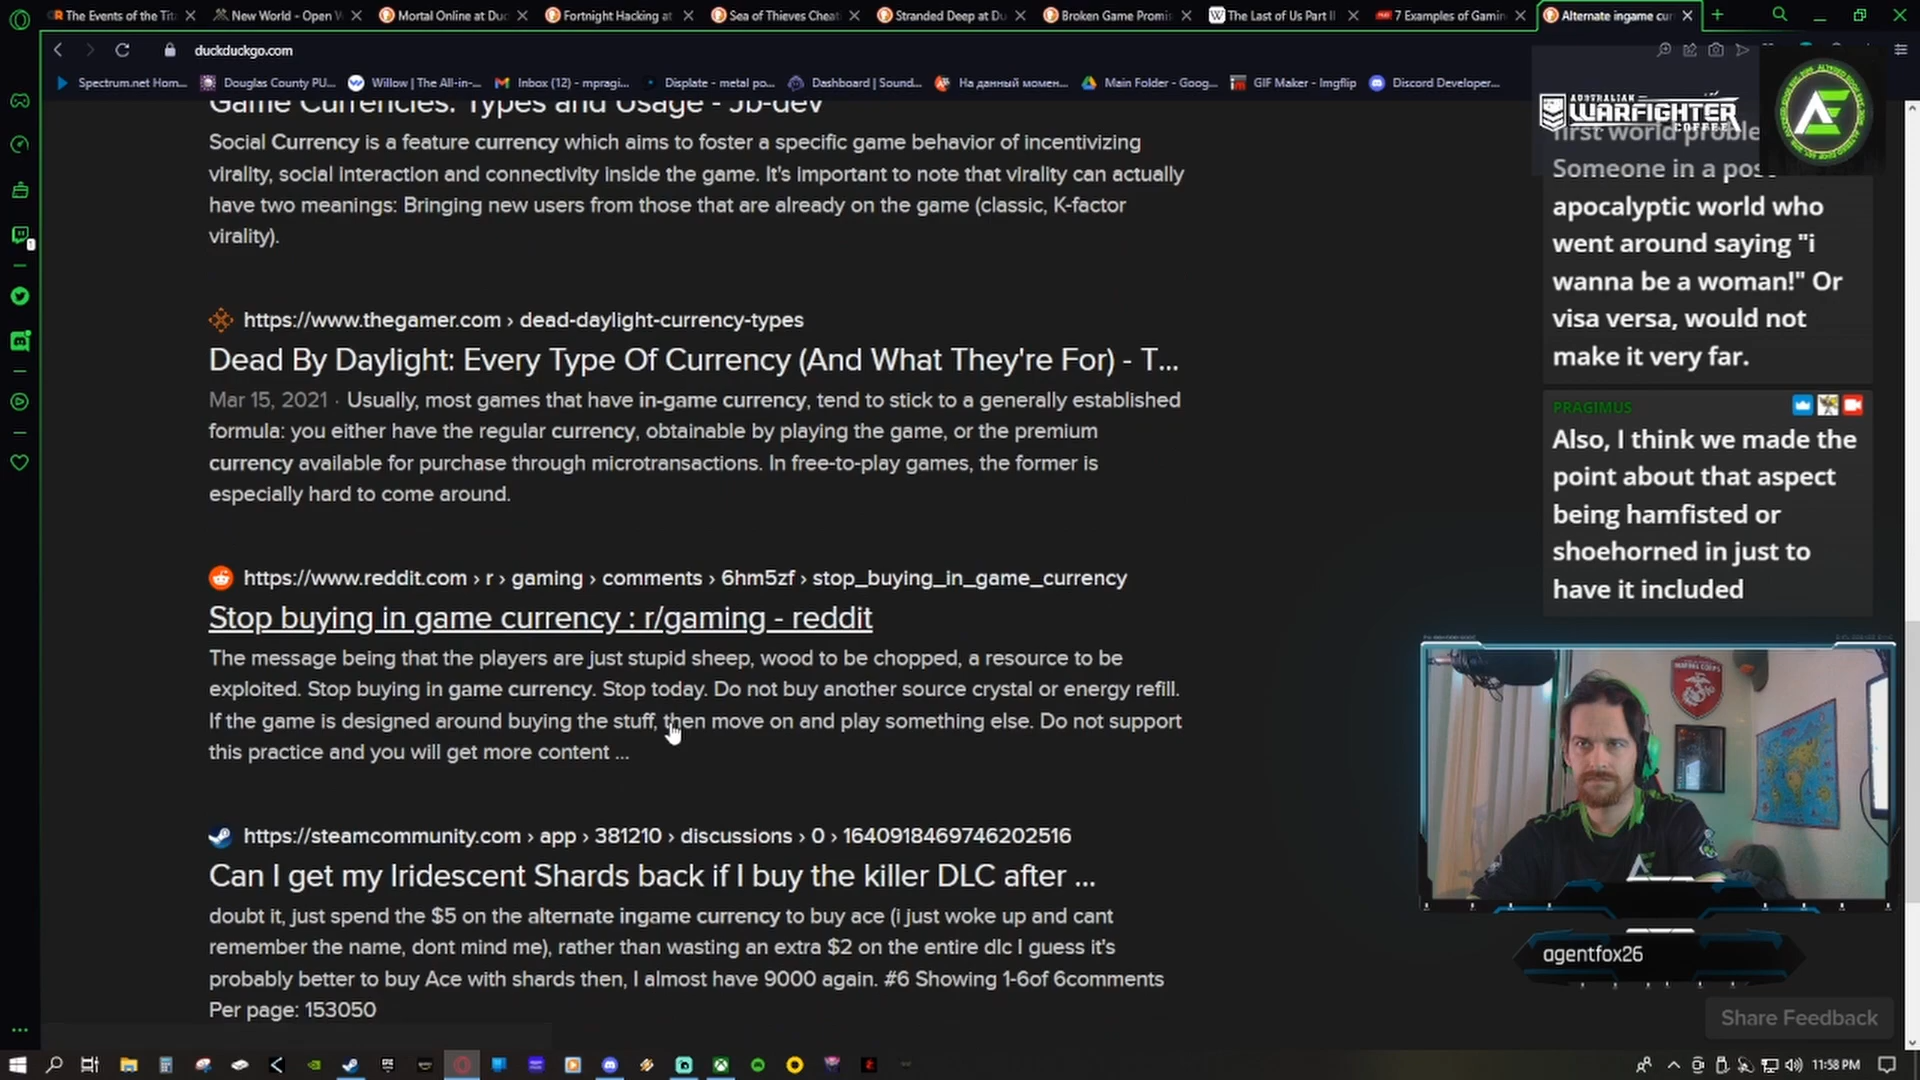 The Events of the Tit
New World - Open W
Mortal Online at Duc
Fortnight Hacking at
Sea of Thieves Cheat
Stranded Deep at Du
Broken Game Promis
The Last of Us Part II
7 Examples of Gamin
Alternate ingame cur
duckduckgo.com
Spectrum.net Hom...
Douglas County PU...
Willow | The All-in-...
Inbox (12) - mpragi...
Displate - metal po...
Dashboard | Sound...
На данный момен...
Main Folder - Goog...
GIF Maker - Imgflip
Discord Developer...
Game Currencies: Types and Usage - Jb-dev
Social Currency is a feature currency which aims to foster a specific game behavior of incentivizing
virality, social interaction and connectivity inside the game. It's important to note that virality can actually
have two meanings: Bringing new users from those that are already on the game (classic, K-factor
virality).
https://www.thegamer.com › dead-daylight-currency-types
Dead By Daylight: Every Type Of Currency (And What They're For) - T...
Mar 15, 2021 · Usually, most games that have in-game currency, tend to stick to a generally established
formula: you either have the regular currency, obtainable by playing the game, or the premium
currency available for purchase through microtransactions. In free-to-play games, the former is
especially hard to come around.
https://www.reddit.com › r › gaming › comments › 6hm5zf › stop_buying_in_game_currency
Stop buying in game currency : r/gaming - reddit
The message being that the players are just stupid sheep, wood to be chopped, a resource to be
exploited. Stop buying in game currency. Stop today. Do not buy another source crystal or energy refill.
If the game is designed around buying the stuff, then move on and play something else. Do not support
this practice and you will get more content ...
https://steamcommunity.com › app › 381210 › discussions › 0 › 1640918469746202516
Can I get my Iridescent Shards back if I buy the killer DLC after ...
doubt it, just spend the $5 on the alternate ingame currency to buy ace (i just woke up and cant
remember the name, dont mind me), rather than wasting an extra $2 on the entire dlc I guess it's
probably better to buy Ace with shards then, I almost have 9000 again. #6 Showing 1-6of 6comments
Per page: 153050
AUSTRALIAN
WARFIGHTER
COFFEE
AE
first world proble
Someone in a pos
apocalyptic world who
went around saying "i
wanna be a woman!" Or
visa versa, would not
make it very far.
PRAGIMUS
Also, I think we made the
point about that aspect
being hamfisted or
shoehorned in just to
have it included
MARINE CORPS
agentfox26
Share Feedback
11:58 PM